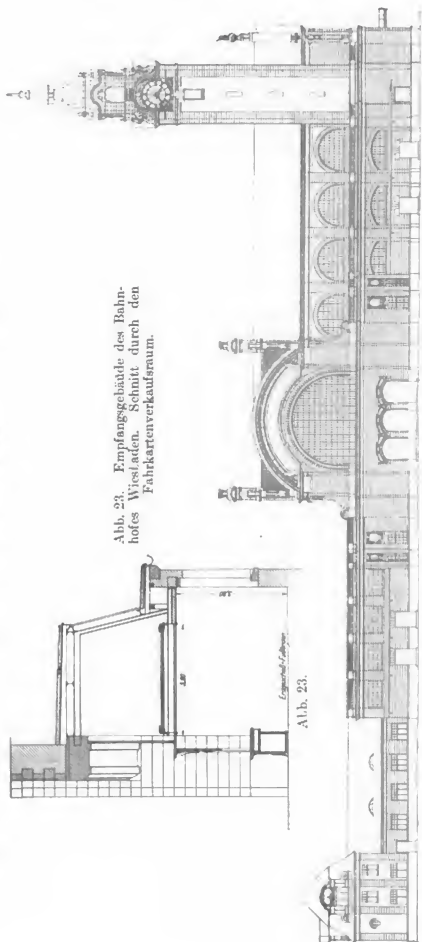 Abb. 23. Empfangsgebäude des Bahn-
hofes Wiesbaden. Schnitt durch den
Fahrkartenverkaufsraum.
Abb. 23.